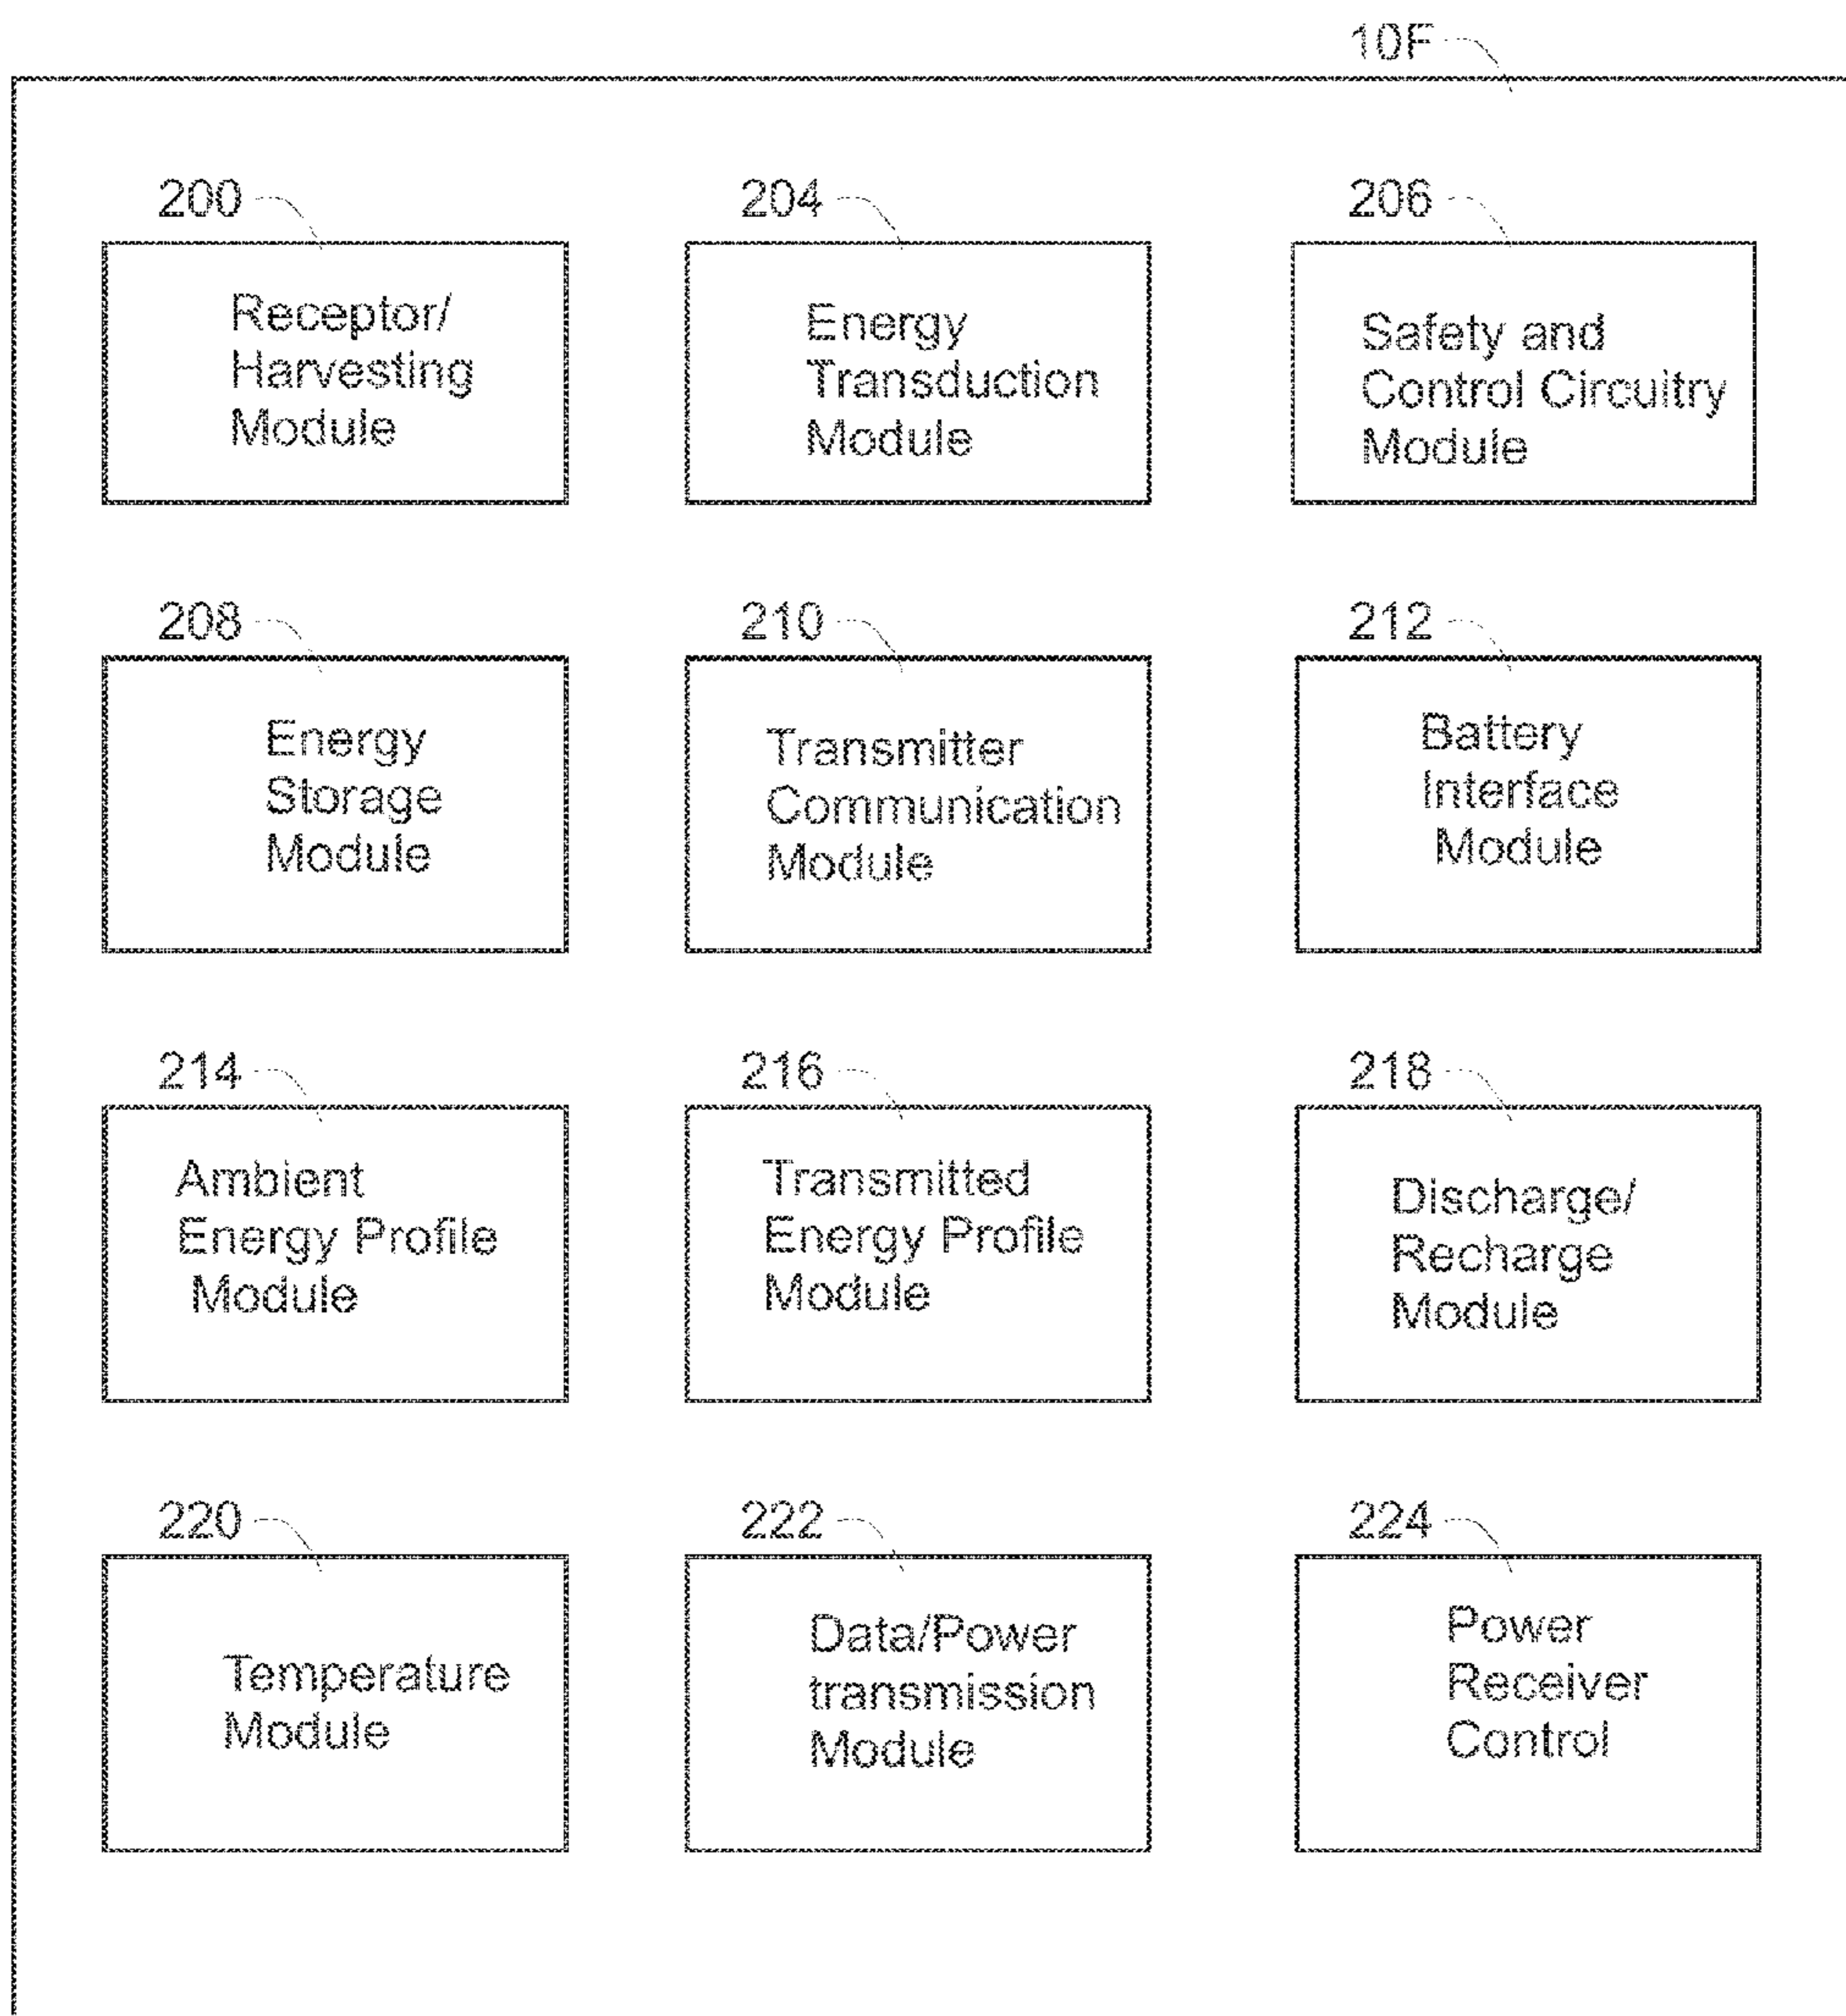 10F
200
Receptor/
Harvesting
Module
204
Energy
Transduction
Module
206
Safety and
Control Circuitry
Module
208
Energy
Storage
Module
210
Transmitter
Communication
Module
212
Battery
Interface
Module
214
Ambient
Energy Profile
Module
216
Transmitted
Energy Profile
Module
218
Discharge/
Recharge
Module
220
Temperature
Module
222
Data/Power
transmission
Module
224
Power
Receiver
Control